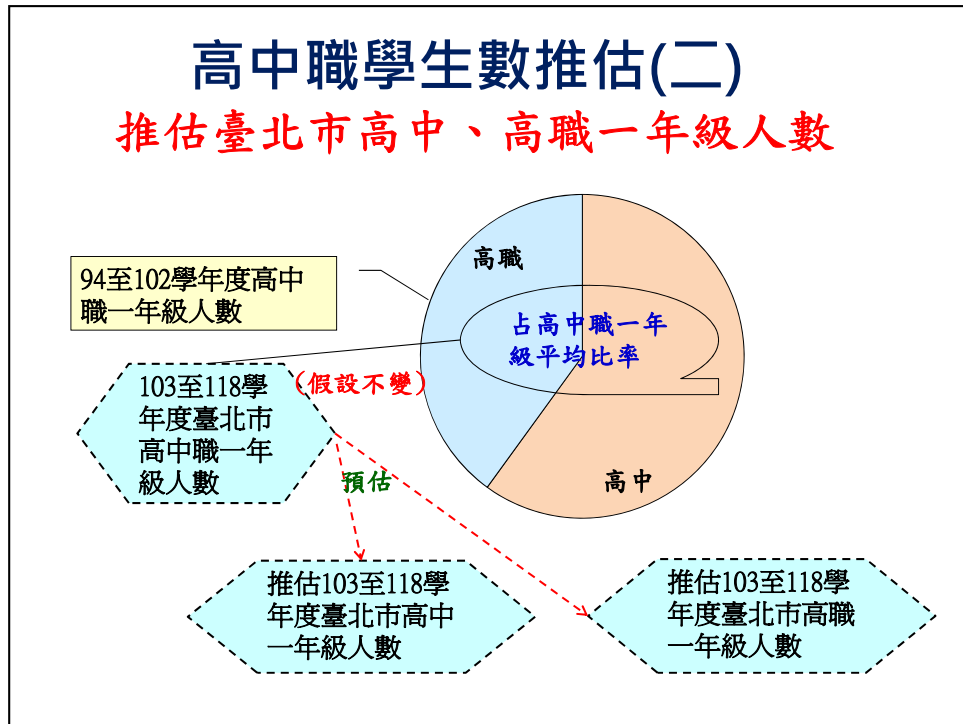 高中職學生數推估(二)
推估臺北市高中、高職一年級人數
高職
94至102學年度高中
職一年級人數
占高中職一年
級平均比率
(假設不變)
103至118學
年度臺北市
高中職一年
級人數
預估
高中
推估103至118學
年度臺北市高中
一年級人數
推估103至118學
年度臺北市高職
一年級人數